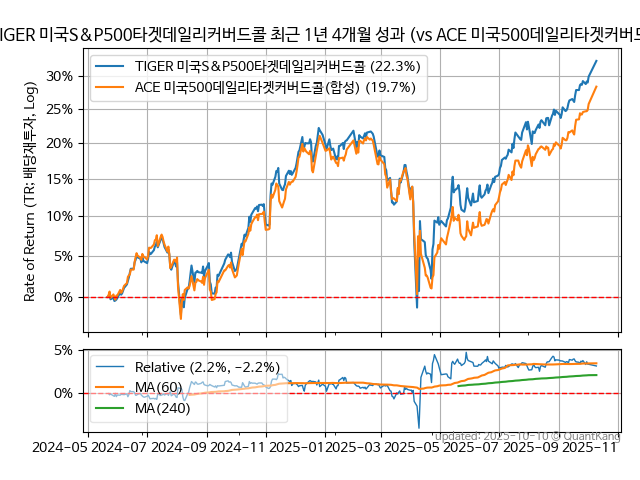 TIGER 미국S&P500타겟데일리커버드콜 최근 1년 4개월 성과 (vs ACE 미국500데일리타겟커버드
Rate of Return (TR: 배당재투자, Log)
30%
25%
20%
15%
10%
5%
0%
TIGER 미국S&P500타겟데일리커버드콜 (22.3%)
ACE 미국500데일리타겟커버드콜(합성) (19.7%)
5%
0%
Relative (2.2%, −2.2%)
MA(60)
MA(240)
2024-05 2024-07 2024-09 2024-11 2025-01 2025-03 2025-05 2025-07 2025-09 2025-11
updated: 2025-10-10 © QuantKang